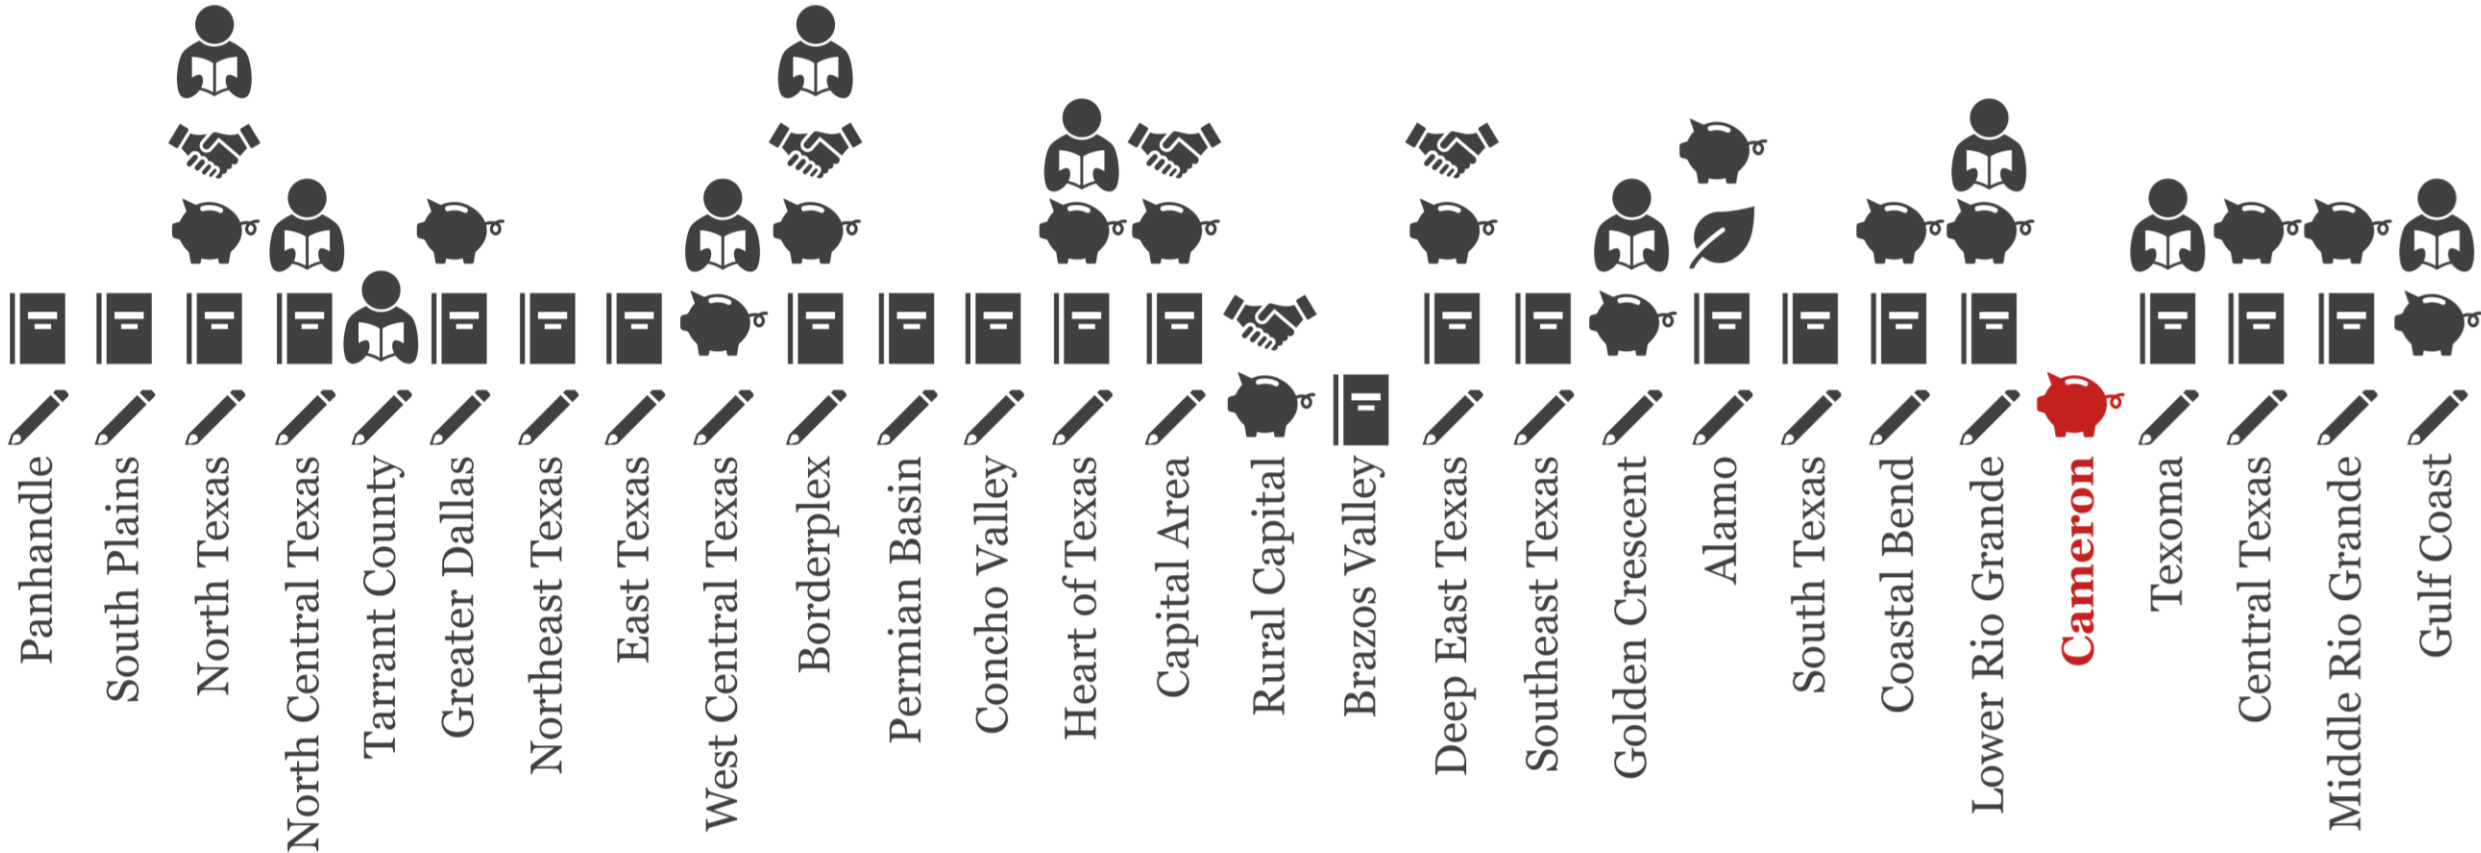 Panhandle
South Plains
North Texas
North Central Texas
Tarrant County
Greater Dallas
Northeast Texas
East Texas
West Central Texas
Borderplex
Permian Basin
Concho Valley
Heart of Texas
Capital Area
Rural Capital
Brazos Valley
Deep East Texas
Southeast Texas
Golden Crescent
Alamo
South Texas
Coastal Bend
Lower Rio Grande
Cameron
Texoma
Central Texas
Middle Rio Grande
Gulf Coast